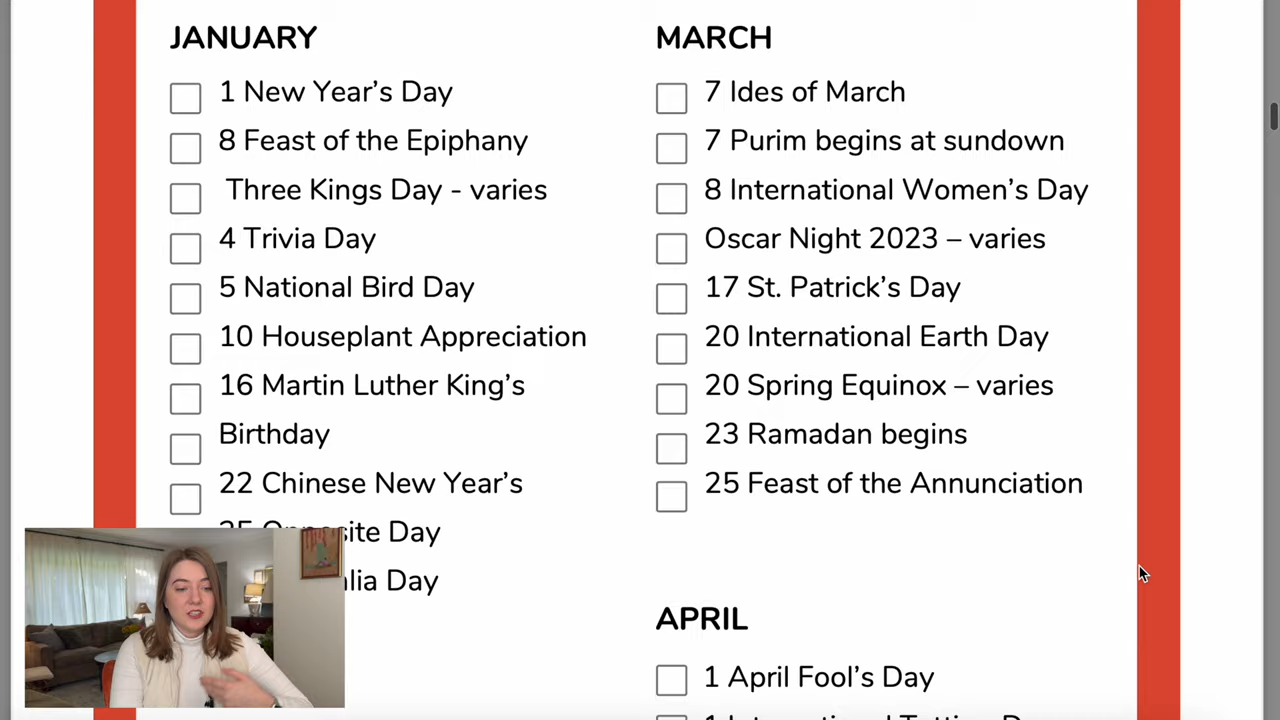 JANUARY
1 New Year's Day
8 Feast of the Epiphany
Three Kings Day - varies
4 Trivia Day
5 National Bird Day
10 Houseplant Appreciation
16 Martin Luther King's
Birthday
22 Chinese New Year's
Day
Day
MARCH
7 Ides of March
7 Purim begins at sundown
8 International Women's Day
Oscar Night 2023 – varies
17 St. Patrick's Day
20 International Earth Day
20 Spring Equinox – varies
23 Ramadan begins
25 Feast of the Annunciation
APRIL
1 April Fool's Day